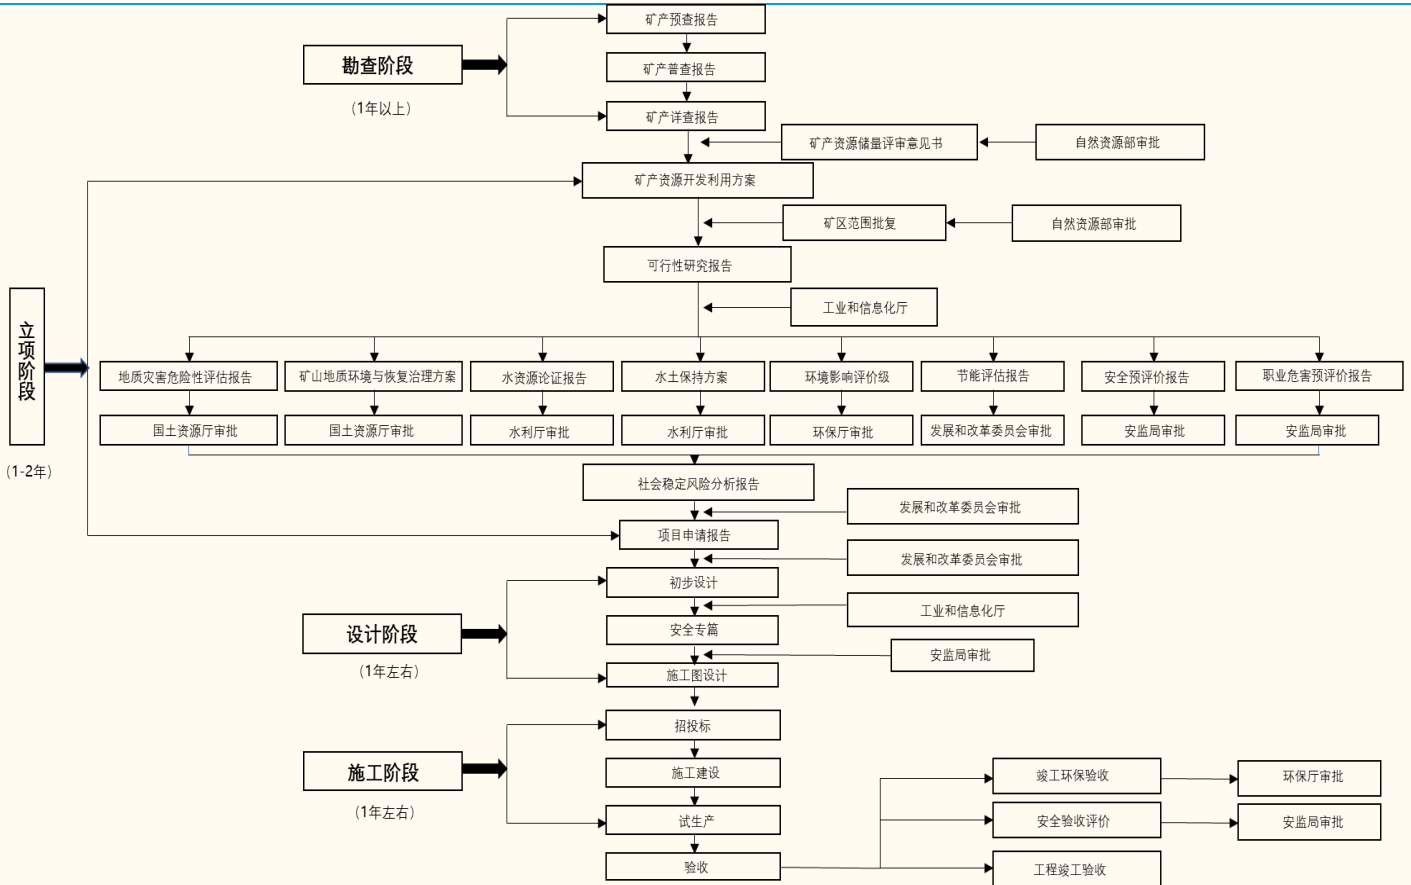 矿产预查报告
勘查阶段
矿产普查报告
（1年以上）
矿产详查报告
矿产资源储量评审意见书
自然资源部审批
矿产资源开发利用方案
矿区范围批复
自然资源部审批
可行性研究报告
工业和信息化厅
立项阶段
（1-2年）
地质灾害危险性评估报告
矿山地质环境与恢复治理方案
水资源论证报告
水土保持方案
环境影响评价级
节能评估报告
安全预评价报告
职业危害预评价报告
国土资源厅审批
国土资源厅审批
水利厅审批
水利厅审批
环保厅审批
发展和改革委员会审批
安监局审批
安监局审批
社会稳定风险分析报告
发展和改革委员会审批
项目申请报告
发展和改革委员会审批
初步设计
工业和信息化厅
设计阶段
安全专篇
安监局审批
（1年左右）
施工图设计
招投标
施工阶段
施工建设
竣工环保验收
环保厅审批
（1年左右）
试生产
安全验收评价
安监局审批
验收
工程竣工验收